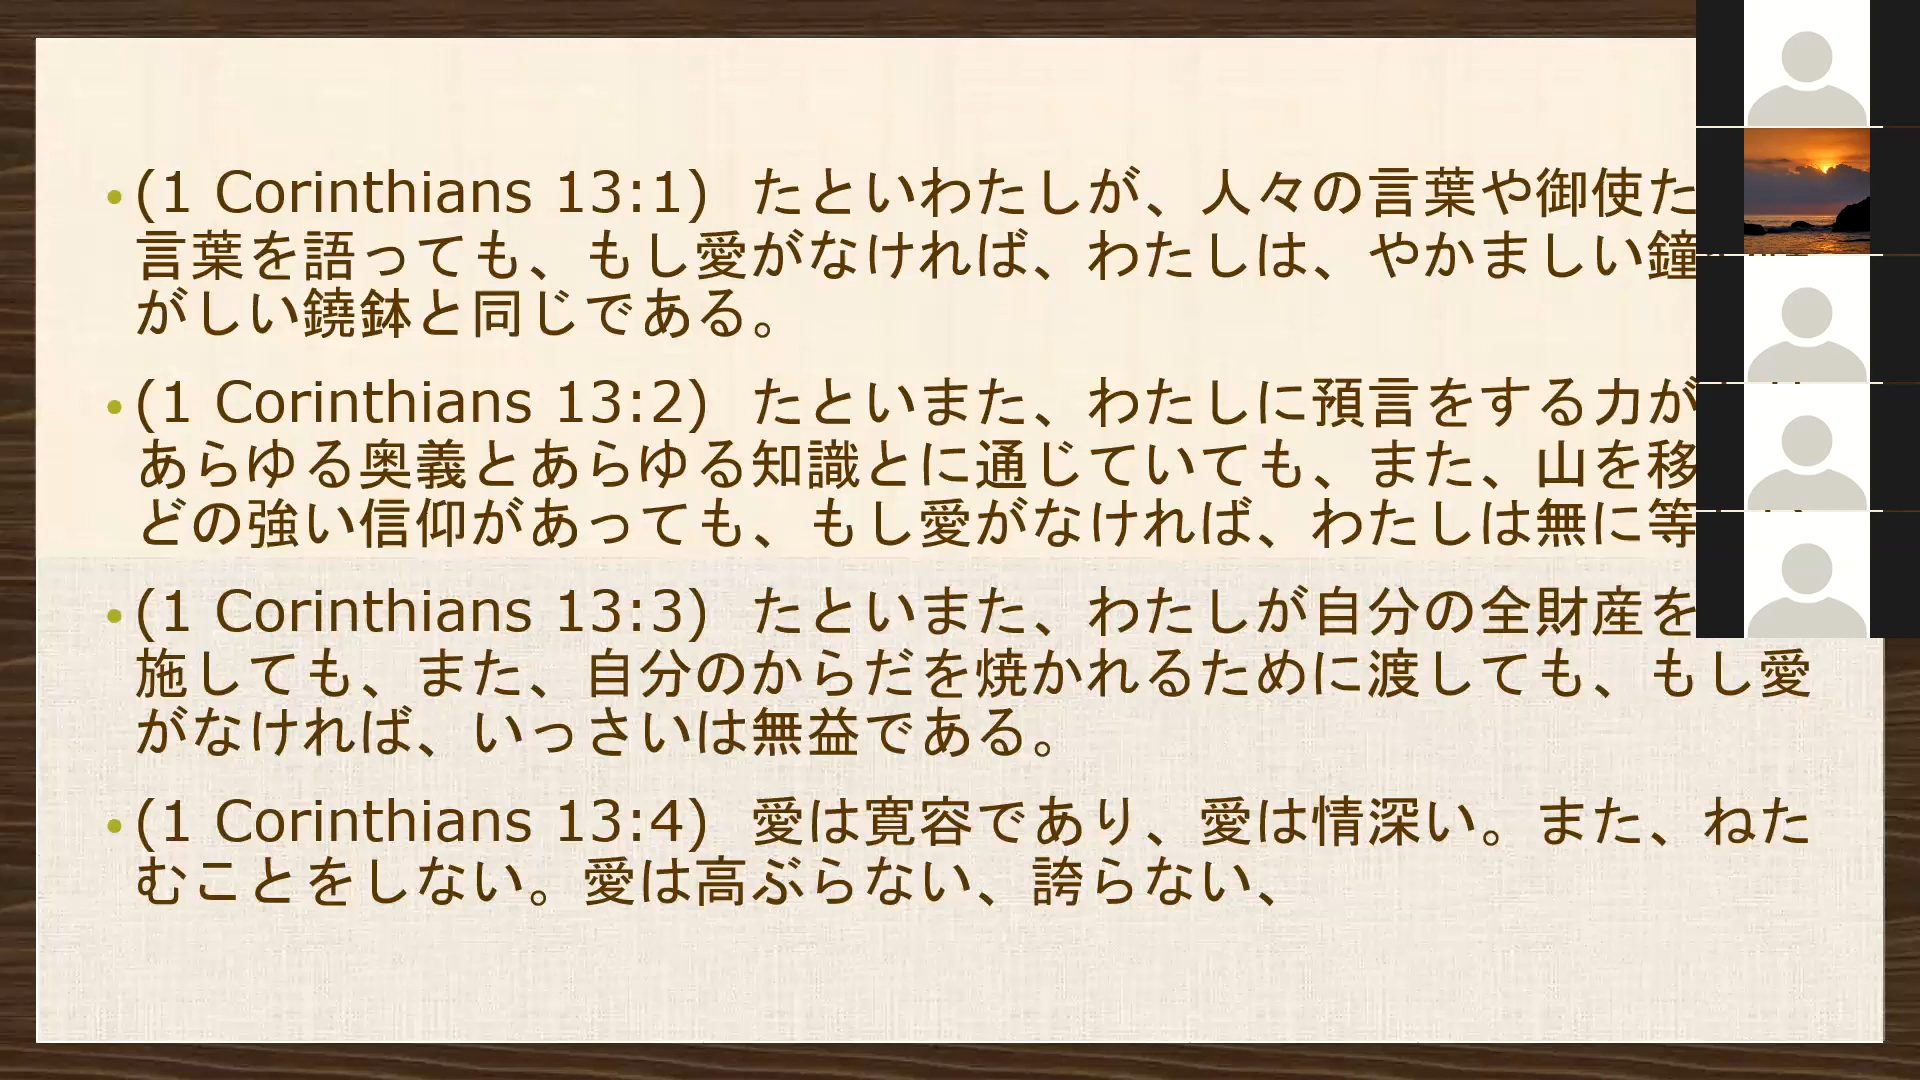 • (1 Corinthians 13:1) たといわたしが、人々の言葉や御使た
言葉を語っても、もし愛がなければ、わたしは、やかましい鐘
がしい鐃鉢と同じである。
• (1 Corinthians 13:2) たといまた、わたしに預言をする力が
あらゆる奥義とあらゆる知識とに通じていても、また、山を移
どの強い信仰があっても、もし愛がなければ、わたしは無に等
• (1 Corinthians 13:3) たといまた、わたしが自分の全財産を
施しても、また、自分のからだを焼かれるために渡しても、もし愛
がなければ、いっさいは無益である。
• (1 Corinthians 13:4) 愛は寛容であり、愛は情深い。また、ねた
むことをしない。愛は高ぶらない、誇らない、